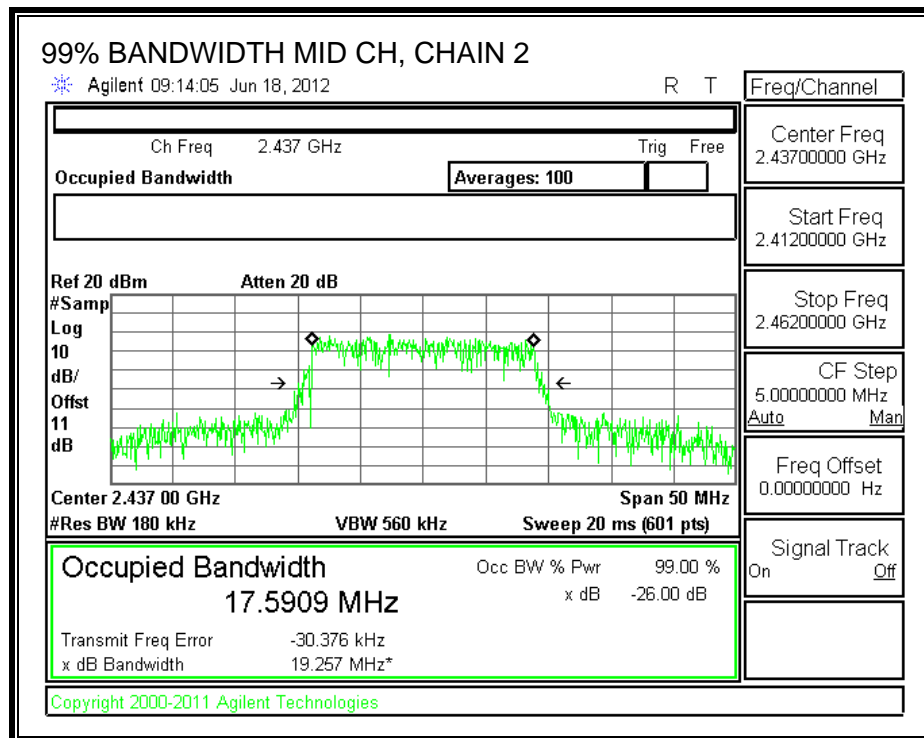 99% BANDWIDTH MID CH, CHAIN 2
Agilent 09:14:05 Jun 18, 2012 R T
Freq/Channel
Ch Freq 2.437 GHz Trig Free
Occupied Bandwidth Averages: 100
Ref 20 dBm Atten 20 dB
#Samp
Log
10
dB/
Offst
11
dB
Center 2.437 00 GHz Span 50 MHz
#Res BW 180 kHz VBW 560 kHz Sweep 20 ms (601 pts)
Occupied Bandwidth Occ BW % Pwr 99.00 %
17.5909 MHz x dB -26.00 dB
Transmit Freq Error -30.376 kHz
x dB Bandwidth 19.257 MHz*
Copyright 2000-2011 Agilent Technologies
Center Freq
2.43700000 GHz
Start Freq
2.41200000 GHz
Stop Freq
2.46200000 GHz
CF Step
5.00000000 MHz
Auto Man
Freq Offset
0.00000000 Hz
Signal Track
On Off